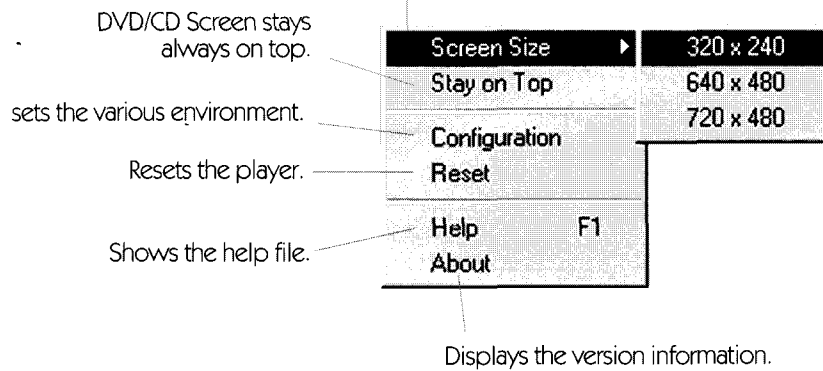 DVD/CD Screen stays
always on top.
sets the various environment.
Resets the player.
Shows the help file.
Screen Size
Stay on Top
Configuration
Reset
Help F1
About
320 x 240
640 x 480
720 x 480
Displays the version information.